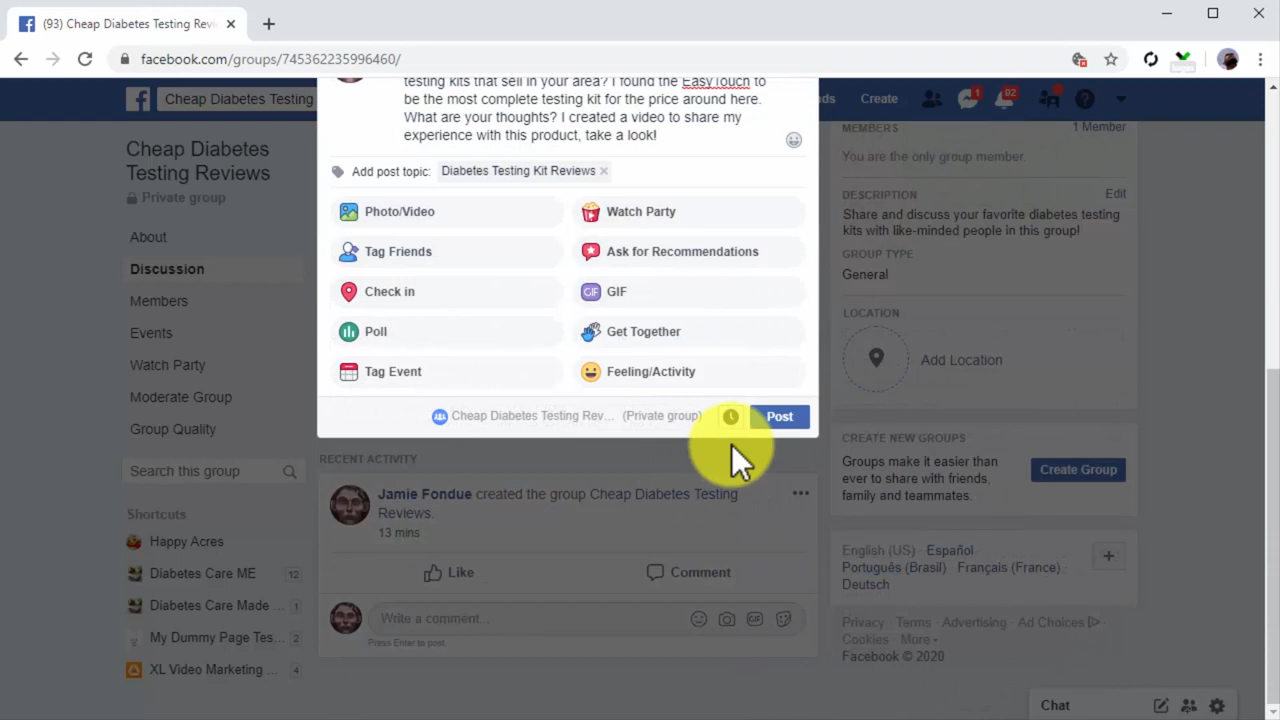 (93) Cheap Diabetes Testing Revi
facebook.com/groups/745362235996460/
Cheap Diabetes Testing
Create
1
92
testing kits that sell in your area? I found the EasyTouch to
be the most complete testing kit for the price around here.
What are your thoughts? I created a video to share my
experience with this product, take a look!
Add post topic: Diabetes Testing Kit Reviews
Photo/Video
Watch Party
Tag Friends
Ask for Recommendations
Check in
GIF GIF
Poll
Get Together
Tag Event
Feeling/Activity
Cheap Diabetes Testing Rev... (Private group)
Post
Cheap Diabetes
Testing Reviews
Private group
About
Discussion
Members
Events
Watch Party
Moderate Group
Group Quality
Search this group
Shortcuts
Happy Acres
Diabetes Care ME 12
Diabetes Care Made ... 1
My Dummy Page Tes... 2
XL Video Marketing ... 4
RECENT ACTIVITY
Jamie Fondue created the group Cheap Diabetes Testing
Reviews.
13 mins
Like
Comment
Write a comment...
GIF
Press Enter to post.
MEMBERS 1 Member
You are the only group member.
DESCRIPTION Edit
Share and discuss your favorite diabetes testing
kits with like-minded people in this group!
GROUP TYPE
General
LOCATION
Add Location
CREATE NEW GROUPS
Groups make it easier than
ever to share with friends,
family and teammates.
Create Group
English (US) · Español ·
Português (Brasil) · Français (France) ·
Deutsch
Privacy · Terms · Advertising · Ad Choices ·
Cookies · More
Facebook © 2020
Chat